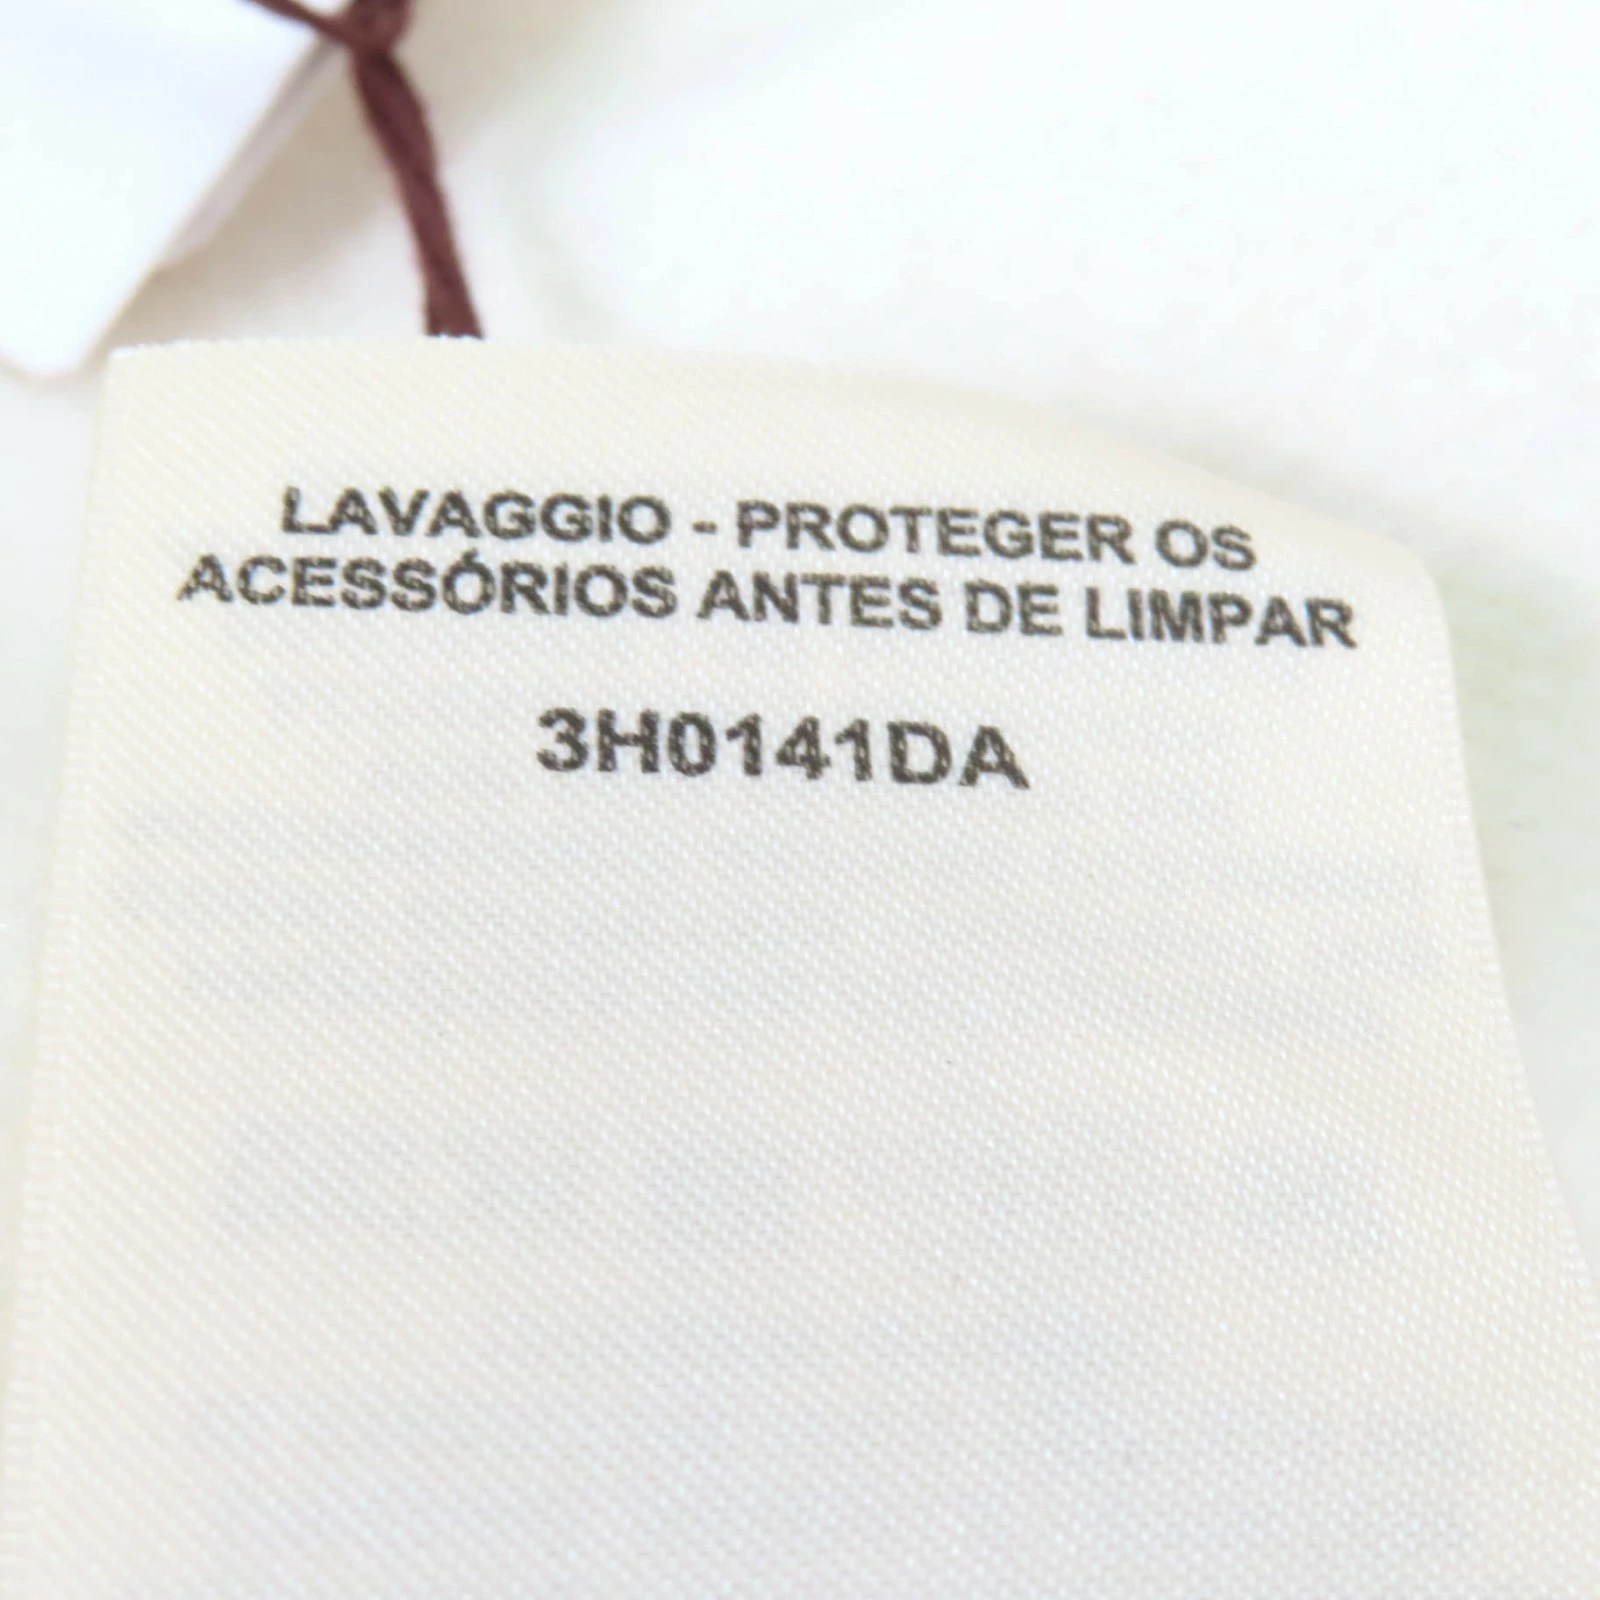 LAVAGGIO - PROTEGER OS
ACESSÓRIOS ANTES DE LIMPAR
3H0141DA